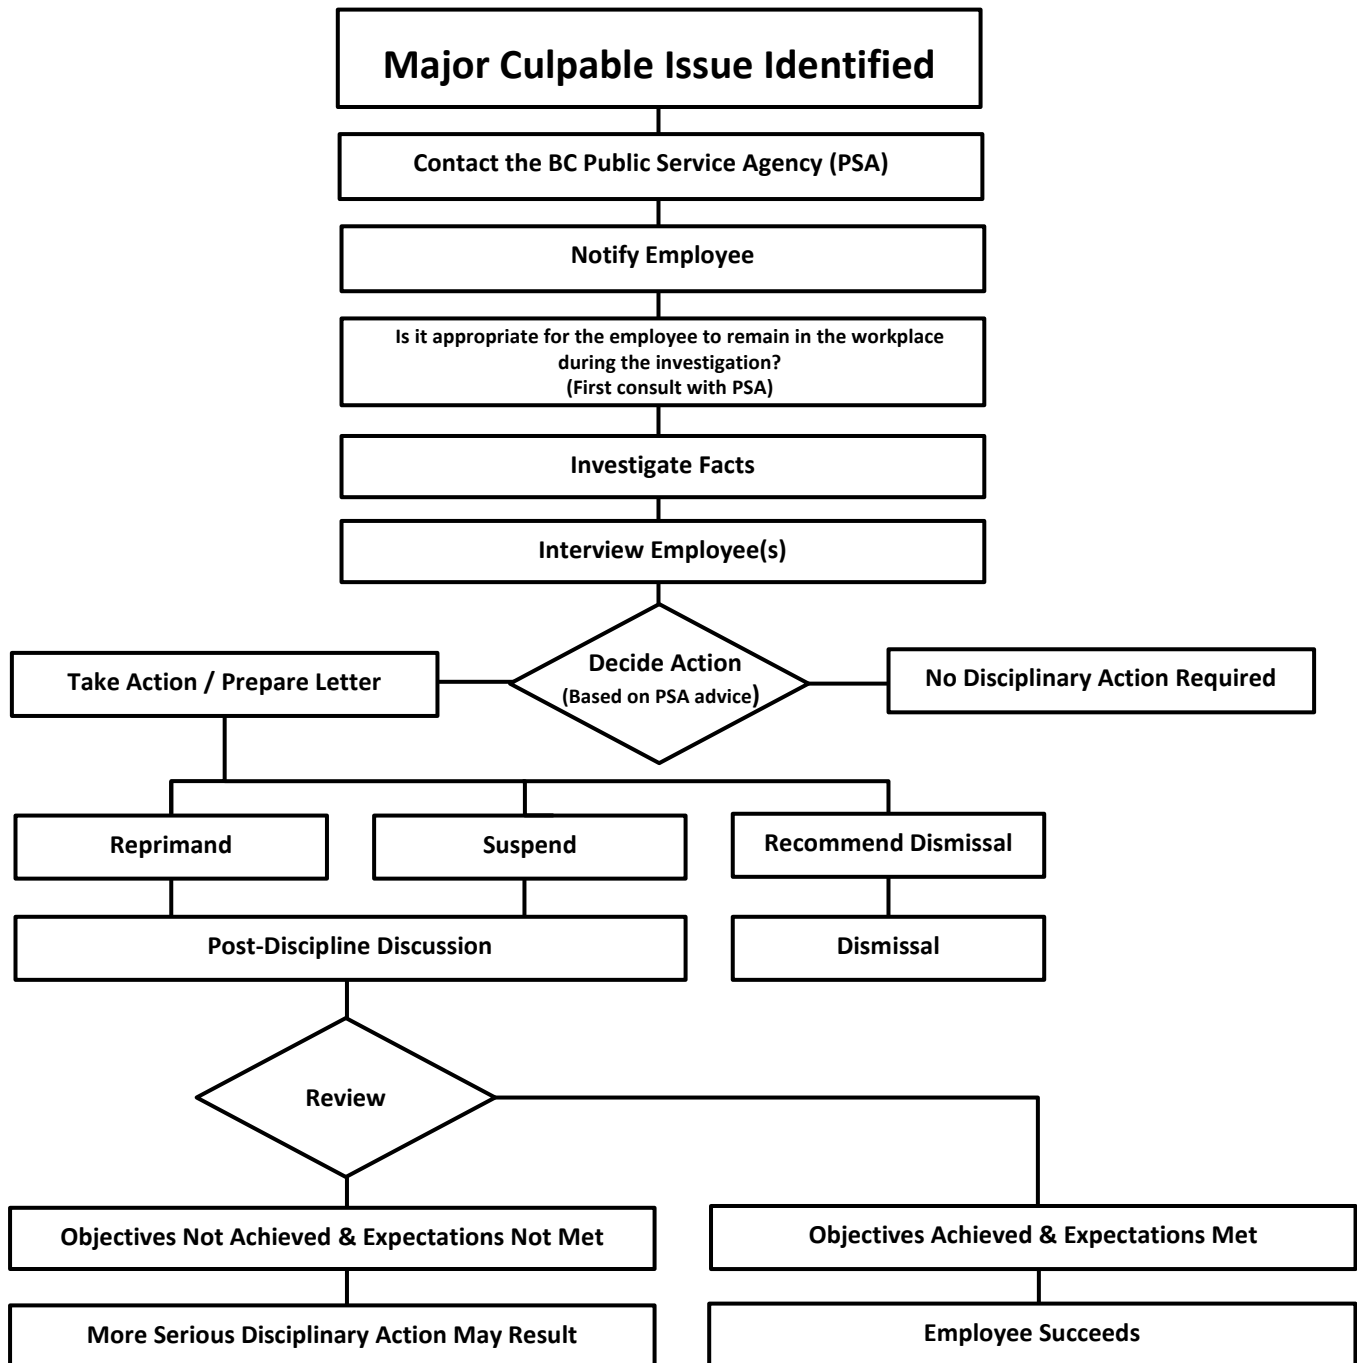 Major Culpable Issue Identified
Contact the BC Public Service Agency (PSA)
Notify Employee
Is it appropriate for the employee to remain in the workplace
during the investigation?
(First consult with PSA)
Investigate Facts
Interview Employee(s)
Decide Action
(Based on PSA advice)
Take Action / Prepare Letter
No Disciplinary Action Required
Reprimand
Suspend
Recommend Dismissal
Post-Discipline Discussion
Dismissal
Review
Objectives Not Achieved & Expectations Not Met
Objectives Achieved & Expectations Met
More Serious Disciplinary Action May Result
Employee Succeeds